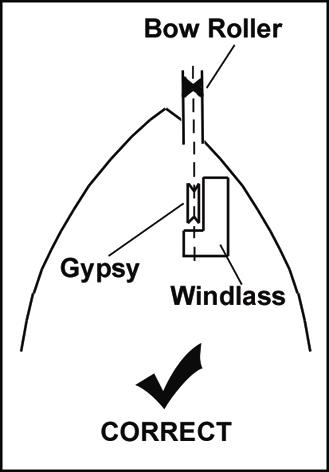 Bow Roller
Gypsy
Windlass
CORRECT